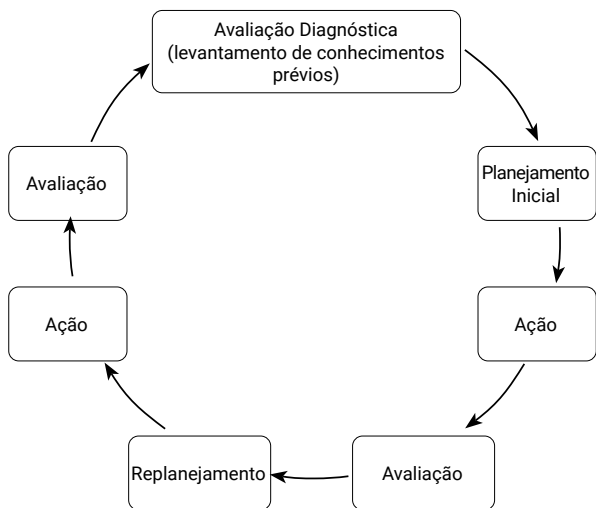 Avaliação Diagnóstica
(levantamento de conhecimentos
prévios)
Planejamento
Inicial
Ação
Avaliação
Replanejamento
Ação
Avaliação